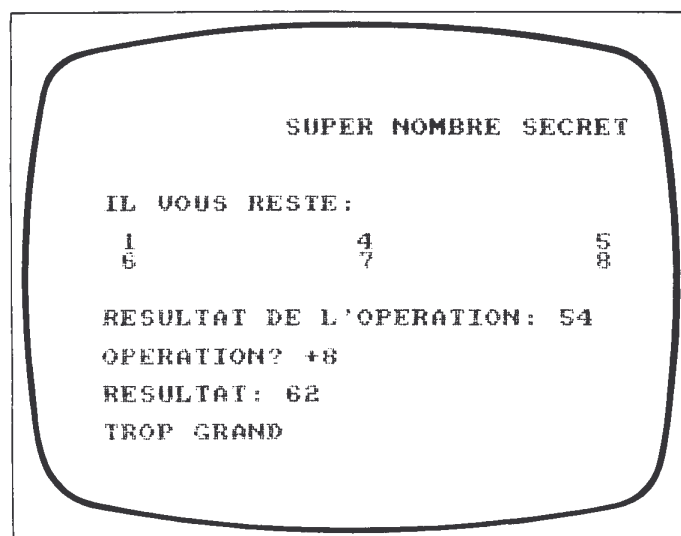 SUPER NOMBRE SECRET
IL VOUS RESTE:
1 4 5
6 7 8
RESULTAT DE L'OPERATION: 54
OPERATION? +8
RESULTAT: 62
TROP GRAND